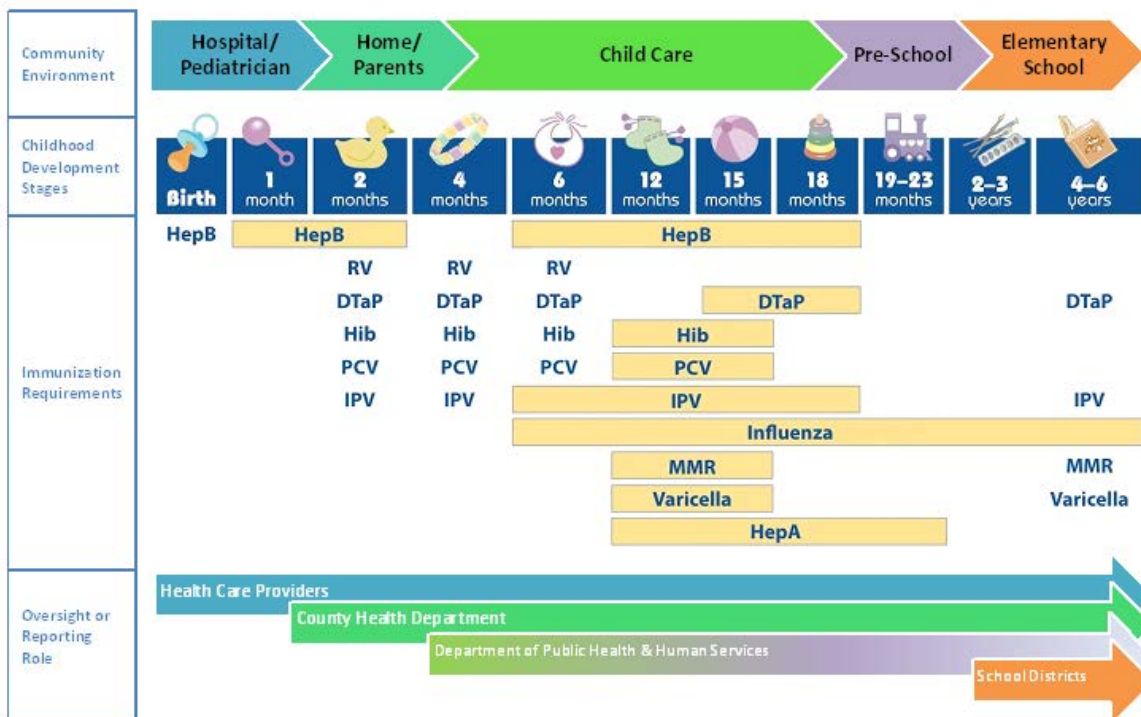 Community
Environment
Hospital/
Pediatrician
Home/
Parents
Child Care
Pre-School
Elementary
School
Childhood
Development
Stages
Birth
1
month
2
months
4
months
6
months
12
months
15
months
18
months
19–23
months
2–3
years
4–6
years
Immunization
Requirements
HepB HepB HepB
RV RV RV
DTaP DTaP DTaP DTaP DTaP
Hib Hib Hib Hib
PCV PCV PCV PCV
IPV IPV IPV IPV
Influenza
MMR MMR
Varicella Varicella
HepA
Oversight or
Reporting
Role
Health Care Providers
County Health Department
Department of Public Health & Human Services
School Districts